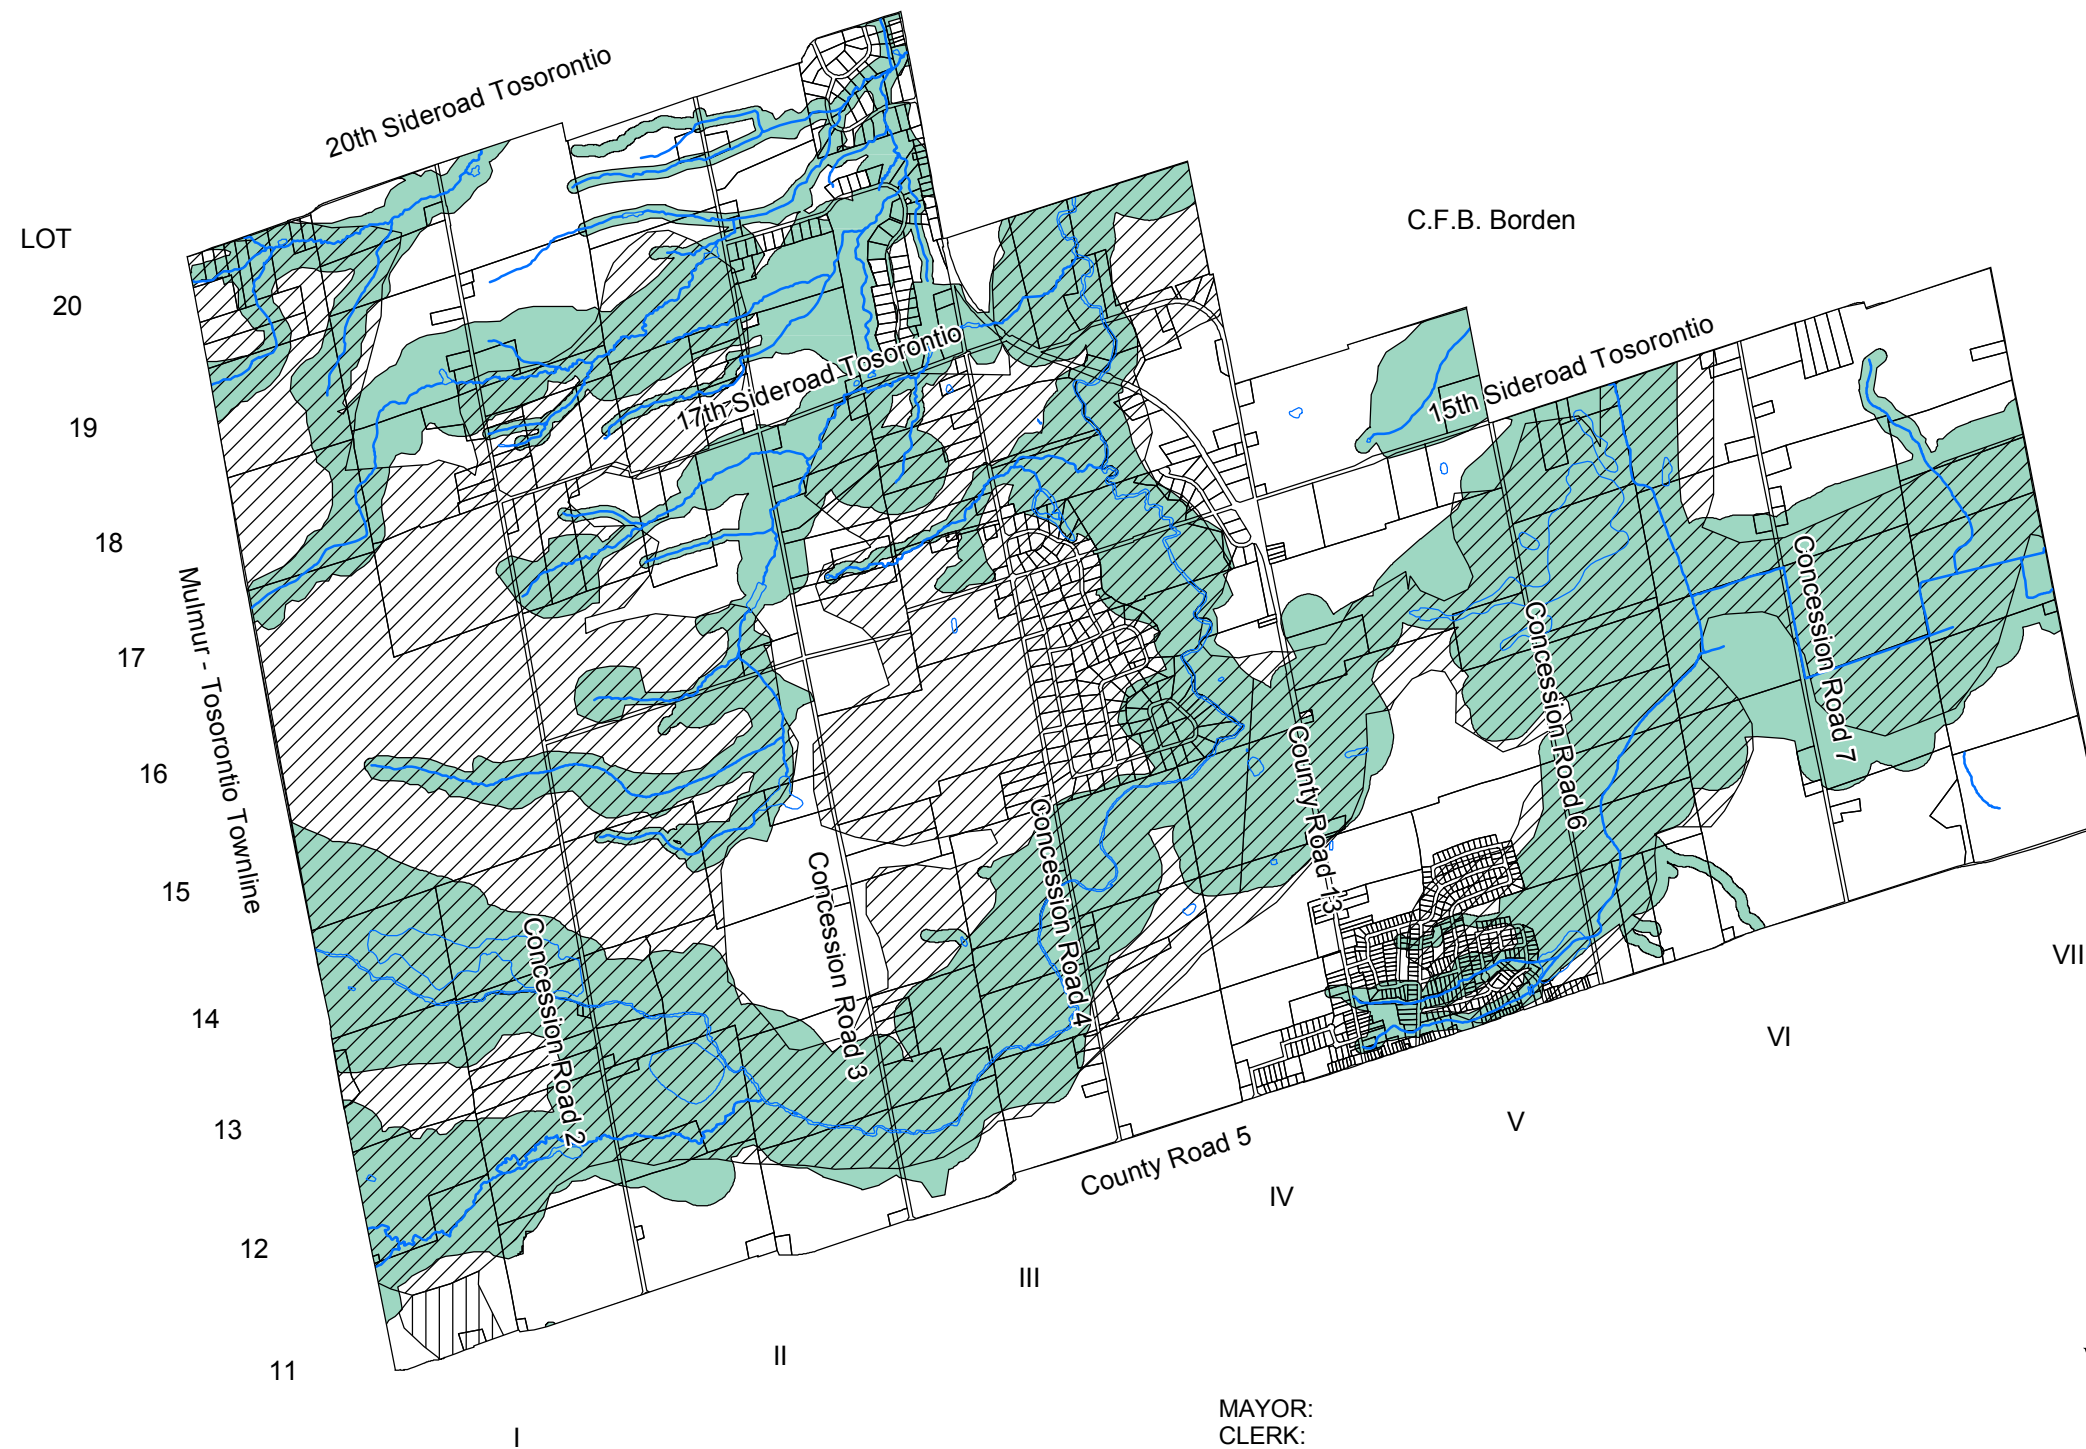 20th Sideroad Tosorontio
C.F.B. Borden
LOT
20
17th Sideroad Tosorontio
15th Sideroad Tosorontio
19
18
Mulmur - Tosorontio Townline
Concession Road 7
17
Concession Road 6
16
County Road 13
Concession Road 4
15
Concession Road 3
Concession Road 2
VII
14
VI
13
V
County Road 5
IV
12
III
11
II
I
MAYOR:
CLERK: